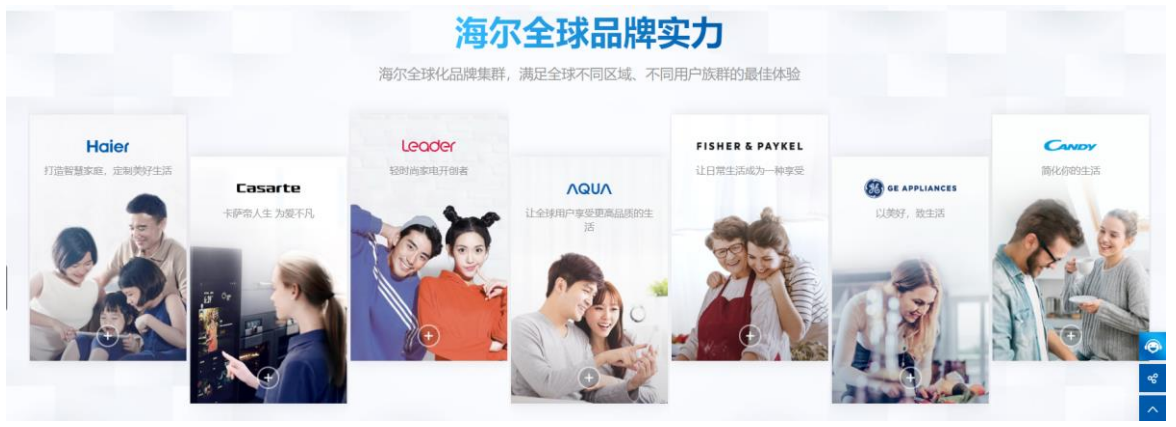 海尔全球品牌实力
海尔全球化品牌集群，满足全球不同区域、不同用户族群的最佳体验
Haier
打造智慧家庭，定制美好生活
Casarte
卡萨帝人生 为爱不凡
Leader
轻时尚家电开创者
AQUA
让全球用户享受更高品质的生
活
FISHER & PAYKEL
让日常生活成为一种享受
GE APPLIANCES
以美好，致生活
CANDY
简化你的生活